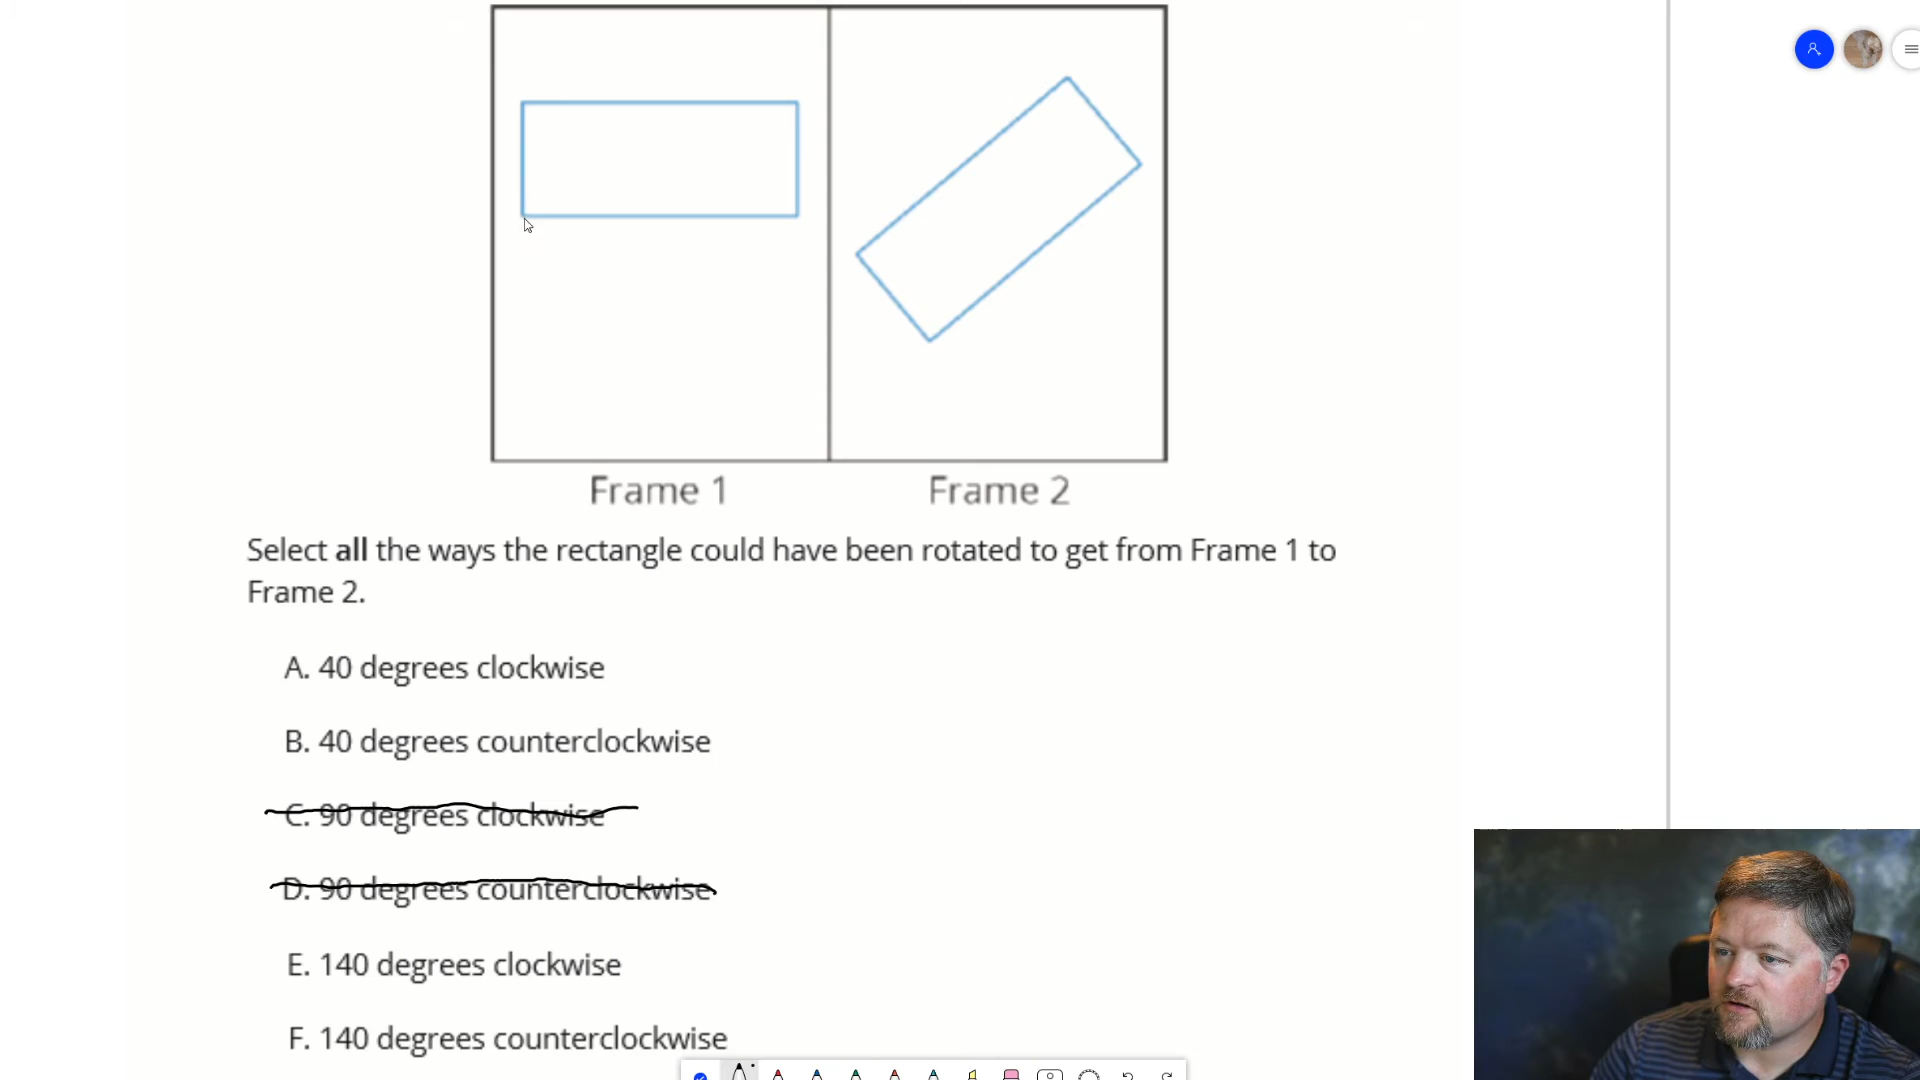 Frame 1
Frame 2
Select all the ways the rectangle could have been rotated to get from Frame 1 to
Frame 2.
A. 40 degrees clockwise
B. 40 degrees counterclockwise
C. 90 degrees clockwise
D. 90 degrees counterclockwise
E. 140 degrees clockwise
F. 140 degrees counterclockwise